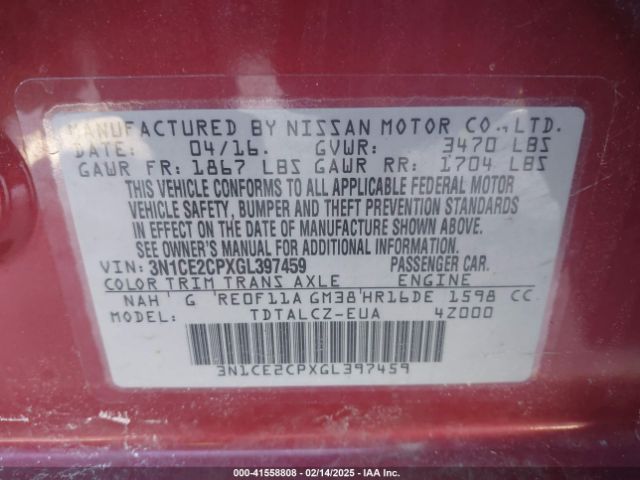 MANUFACTURED BY NISSAN MOTOR CO., LTD.
DATE: 04/16. GVWR: 3470 LBS
GAWR FR: 1867 LBS GAWR RR: 1704 LBS
THIS VEHICLE CONFORMS TO ALL APPLICABLE FEDERAL MOTOR
VEHICLE SAFETY, BUMPER AND THEFT PREVENTION STANDARDS
IN EFFECT ON THE DATE OF MANUFACTURE SHOWN ABOVE.
SEE OWNER'S MANUAL FOR ADDITIONAL INFORMATION.
VIN: 3N1CE2CPXGL397459 PASSENGER CAR.
COLOR TRIM TRANS AXLE ENGINE
NAH G RE0F11A GM38 HR16DE 1598 CC
MODEL: TDTALCZ-EUA 4Z000
3N1CE2CPXGL397459
000-41558808 - 02/14/2025 - IAA Inc.